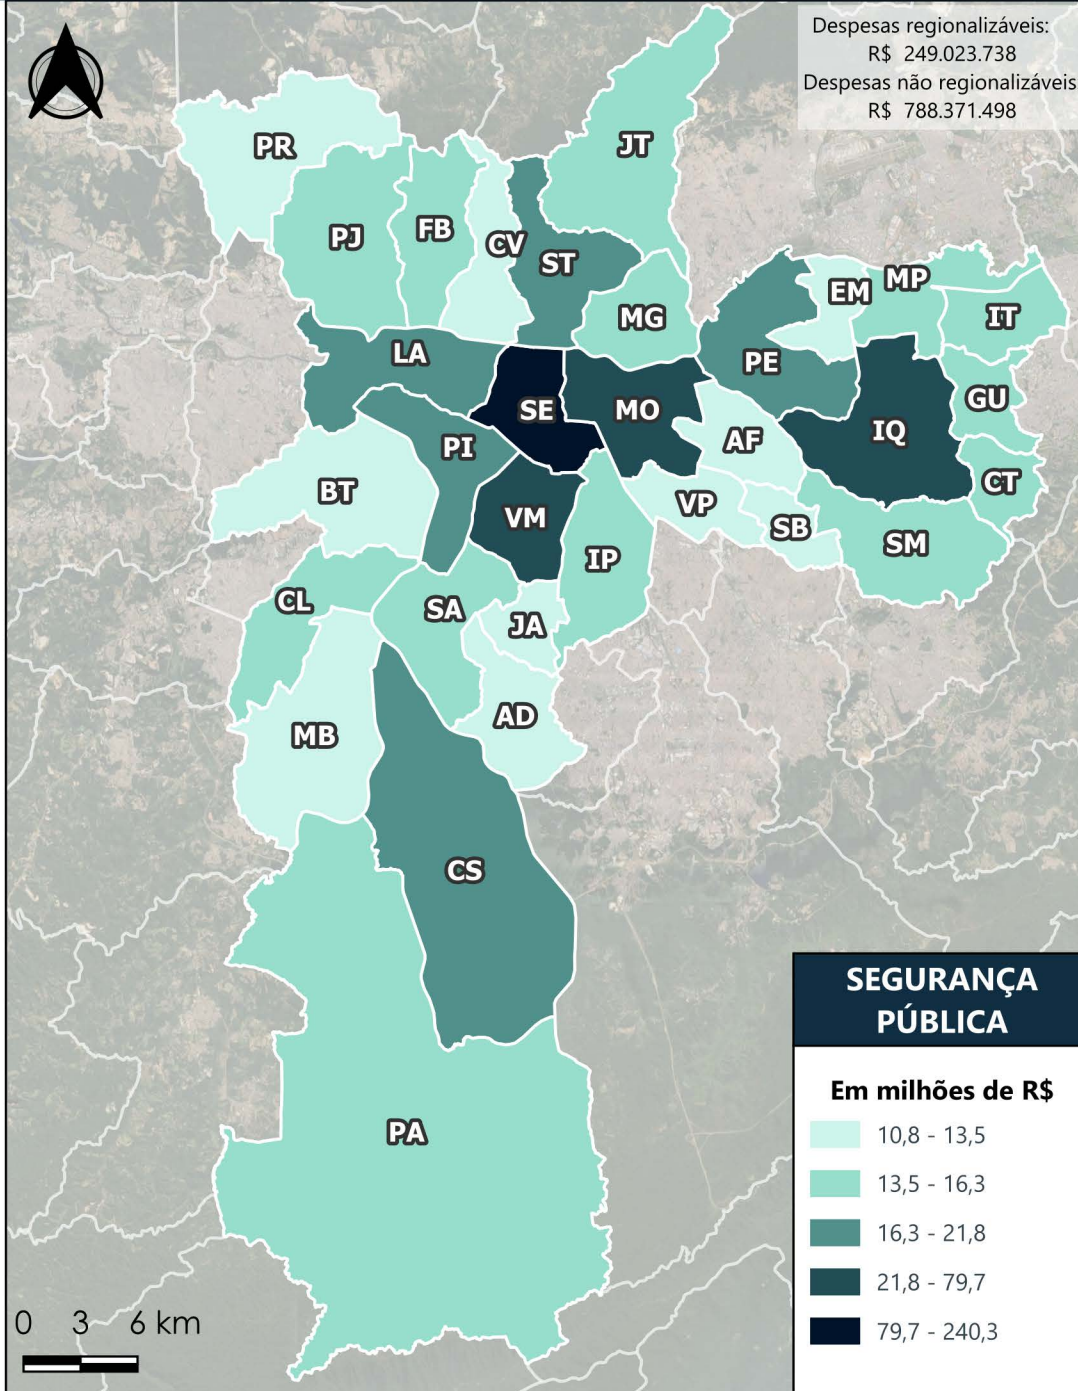 Despesas regionalizáveis:
R$ 249.023.738
Despesas não regionalizáveis
R$ 788.371.498
PR
JT
PJ
FB
CV
ST
MG
EM
MP
IT
LA
PE
SE
MO
GU
AF
IQ
PI
BT
CT
VM
VP
SB
SM
IP
CL
SA
JA
AD
MB
CS
PA
0 3 6 km
SEGURANÇA
PÚBLICA
Em milhões de R$
10,8 - 13,5
13,5 - 16,3
16,3 - 21,8
21,8 - 79,7
79,7 - 240,3